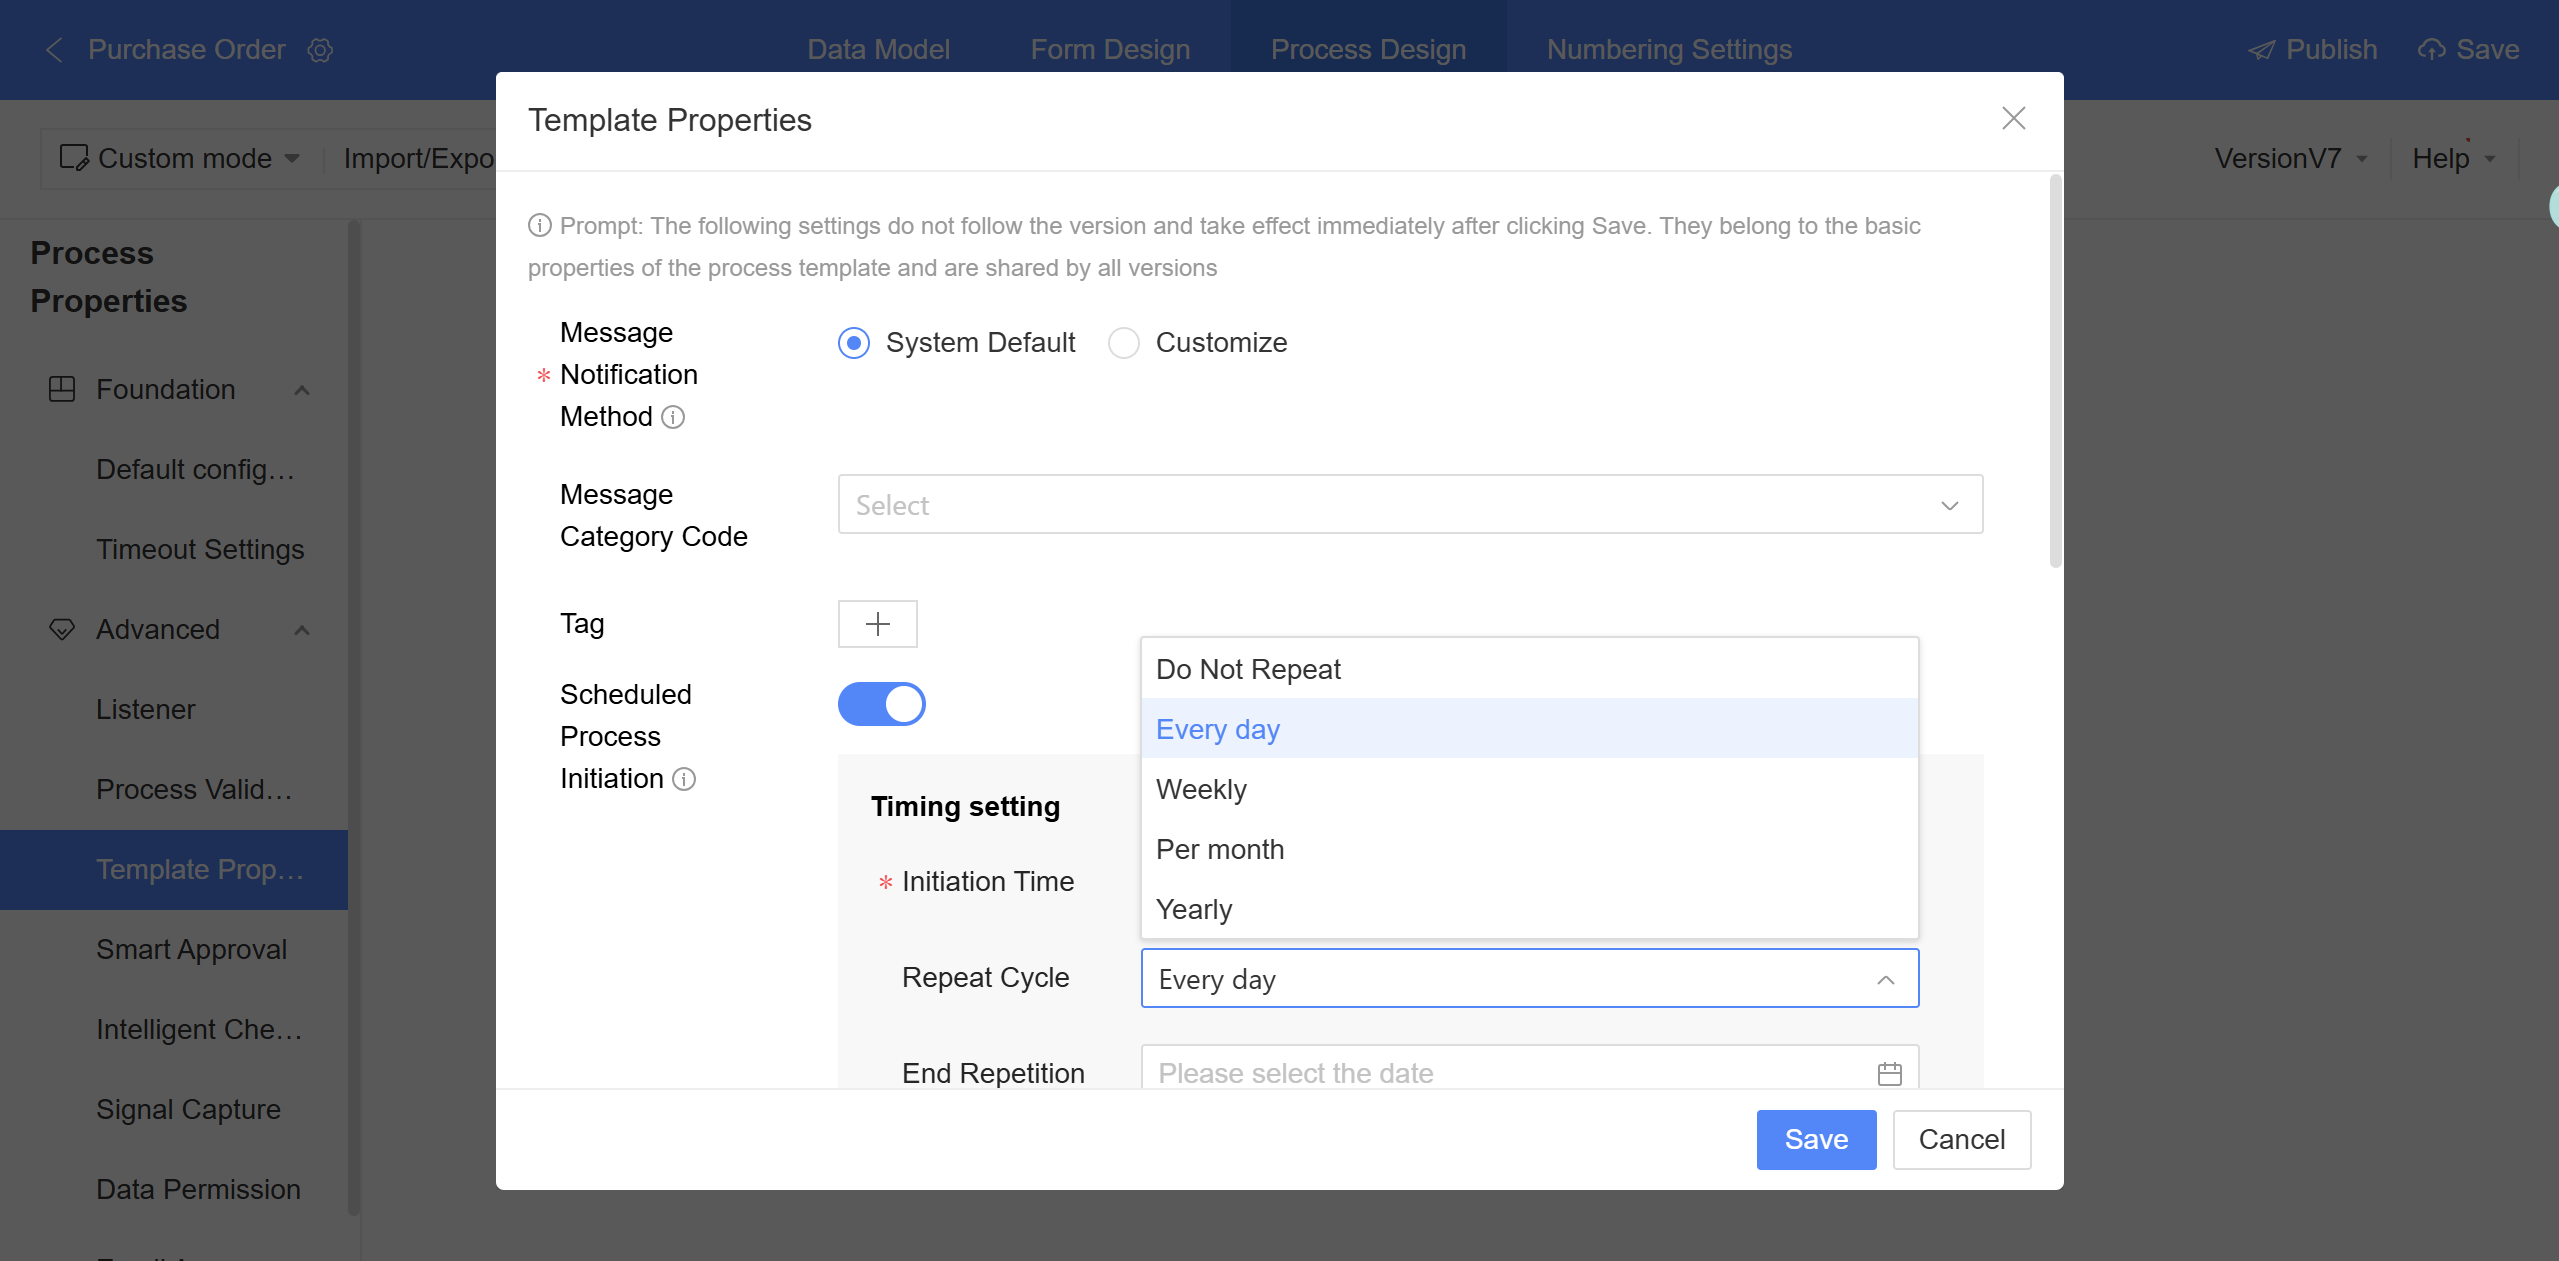 Purchase Order
Data Model
Form Design
Process Design
Numbering Settings
Publish
Save
Custom mode
Import/Expo
VersionV7
Help
Process
Properties
Foundation
Default config…
Timeout Settings
Advanced
Listener
Process Valid…
Template Prop…
Smart Approval
Intelligent Che…
Signal Capture
Data Permission
Template Properties
Prompt: The following settings do not follow the version and take effect immediately after clicking Save. They belong to the basic
properties of the process template and are shared by all versions
Message
* Notification
Method
System Default
Customize
Message
Category Code
Select
Tag
Scheduled
Process
Initiation
Timing setting
* Initiation Time
Do Not Repeat
Every day
Weekly
Per month
Yearly
Repeat Cycle
Every day
End Repetition
Please select the date
Save
Cancel